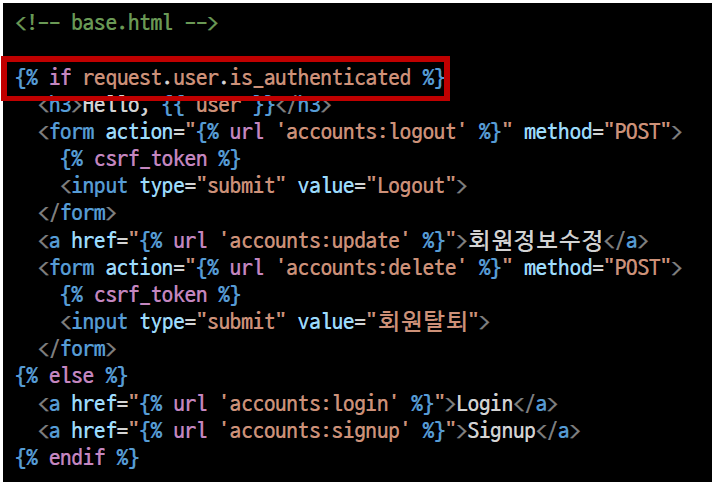 <!-- base.html -->
{% if request.user.is_authenticated %}
<h3>Hello, {{ user }}</h3>
<form action="{% url 'accounts:logout' %}" method="POST">
{% csrf_token %}
<input type="submit" value="Logout">
</form>
<a href="{% url 'accounts:update' %}">회원정보수정</a>
<form action="{% url 'accounts:delete' %}" method="POST">
{% csrf_token %}
<input type="submit" value="회원탈퇴">
</form>
{% else %}
<a href="{% url 'accounts:login' %}">Login</a>
<a href="{% url 'accounts:signup' %}">Signup</a>
{% endif %}